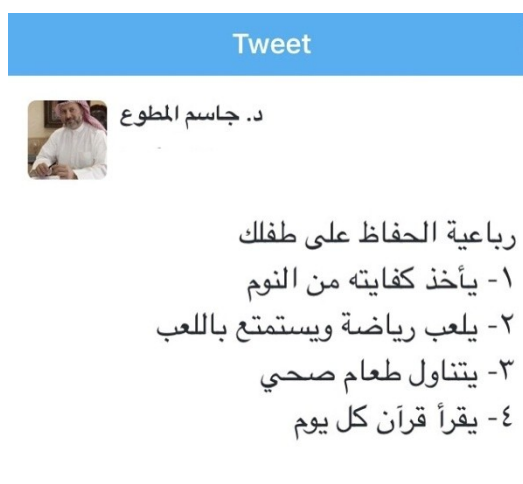 Tweet
د. جاسم المطوع
رباعية الحفاظ على طفلك
١- يأخذ كفايته من النوم
٢- يلعب رياضة ويستمتع باللعب
٣- يتناول طعام صحي
٤- يقرأ قرآن كل يوم